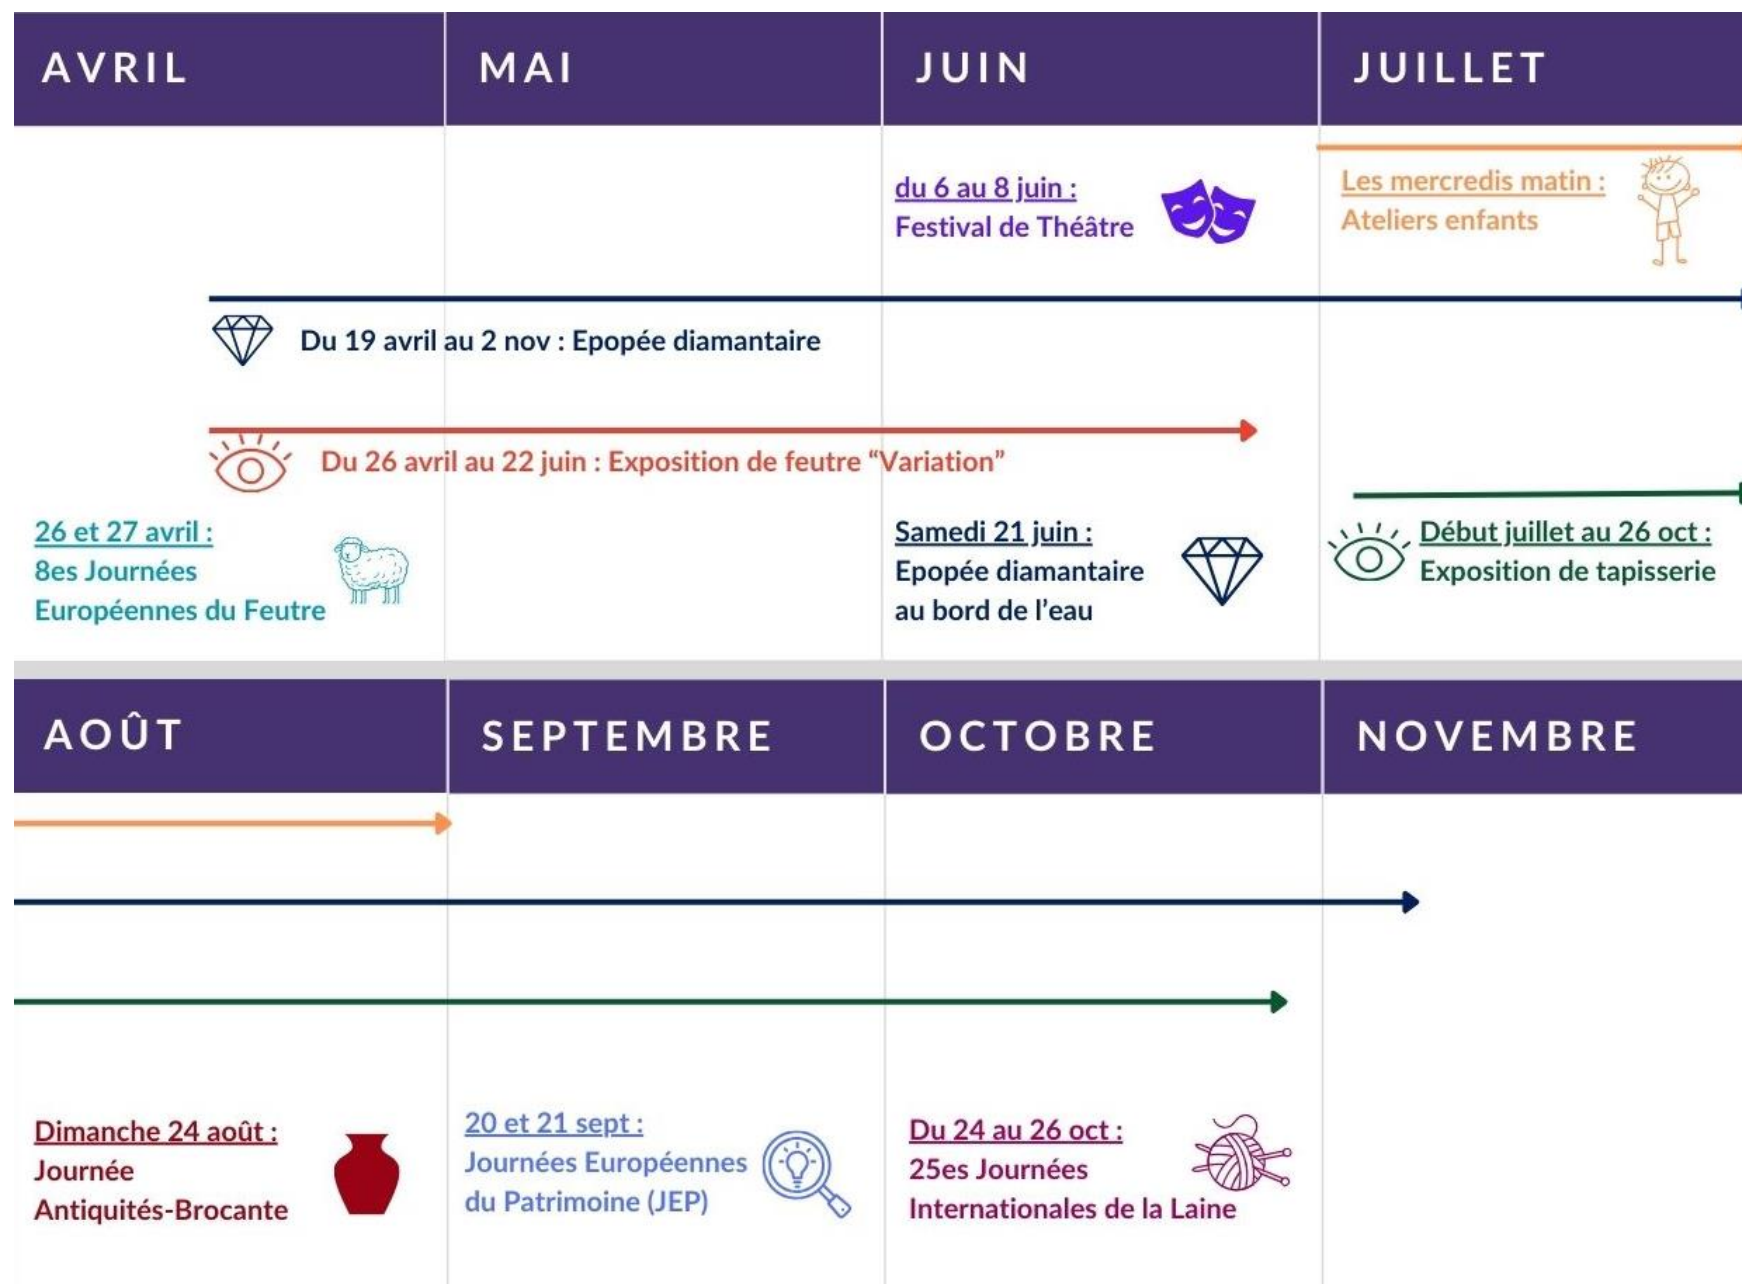 AVRIL
MAI
JUIN
JUILLET
du 6 au 8 juin :
Festival de Théâtre
Les mercredis matin :
Ateliers enfants
Du 19 avril au 2 nov : Epopée diamantaire
Du 26 avril au 22 juin : Exposition de feutre “Variation”
26 et 27 avril :
8es Journées
Européennes du Feutre
Samedi 21 juin :
Epopée diamantaire
au bord de l’eau
Début juillet au 26 oct :
Exposition de tapisserie
AOÛT
SEPTEMBRE
OCTOBRE
NOVEMBRE
Dimanche 24 août :
Journée
Antiquités-Brocante
20 et 21 sept :
Journées Européennes
du Patrimoine (JEP)
Du 24 au 26 oct :
25es Journées
Internationales de la Laine